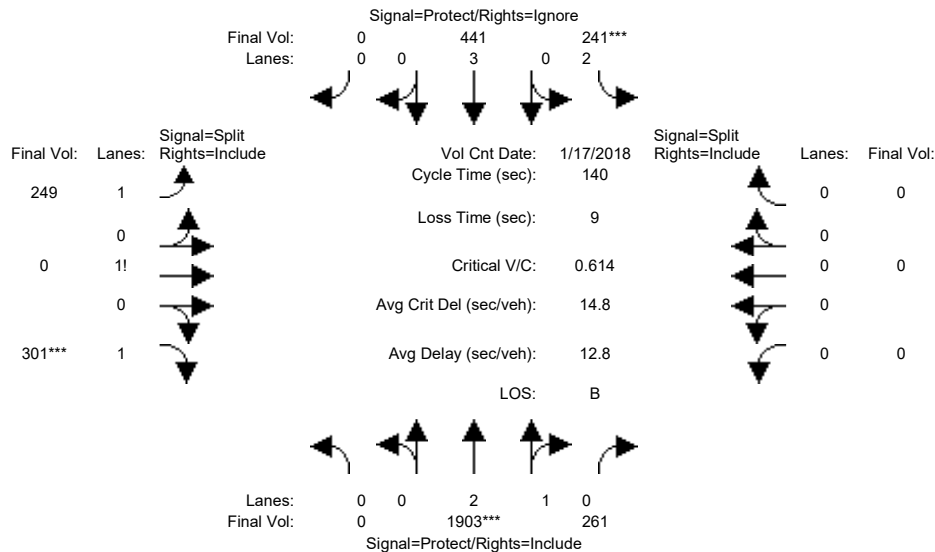 Signal=Protect/Rights=Ignore
Final Vol: 0 441 241***
Lanes: 0 0 3 0 2
Signal=Split
Final Vol: Lanes: Rights=Include
Vol Cnt Date: 1/17/2018
Signal=Split
Rights=Include Lanes: Final Vol:
Cycle Time (sec): 140
249 1
0 0
Loss Time (sec): 9
0
0
0 1!
Critical V/C: 0.614
0 0
0
Avg Crit Del (sec/veh): 14.8
0
301*** 1
Avg Delay (sec/veh): 12.8
0 0
LOS: B
Lanes: 0 0 2 1 0
Final Vol: 0 1903*** 261
Signal=Protect/Rights=Include